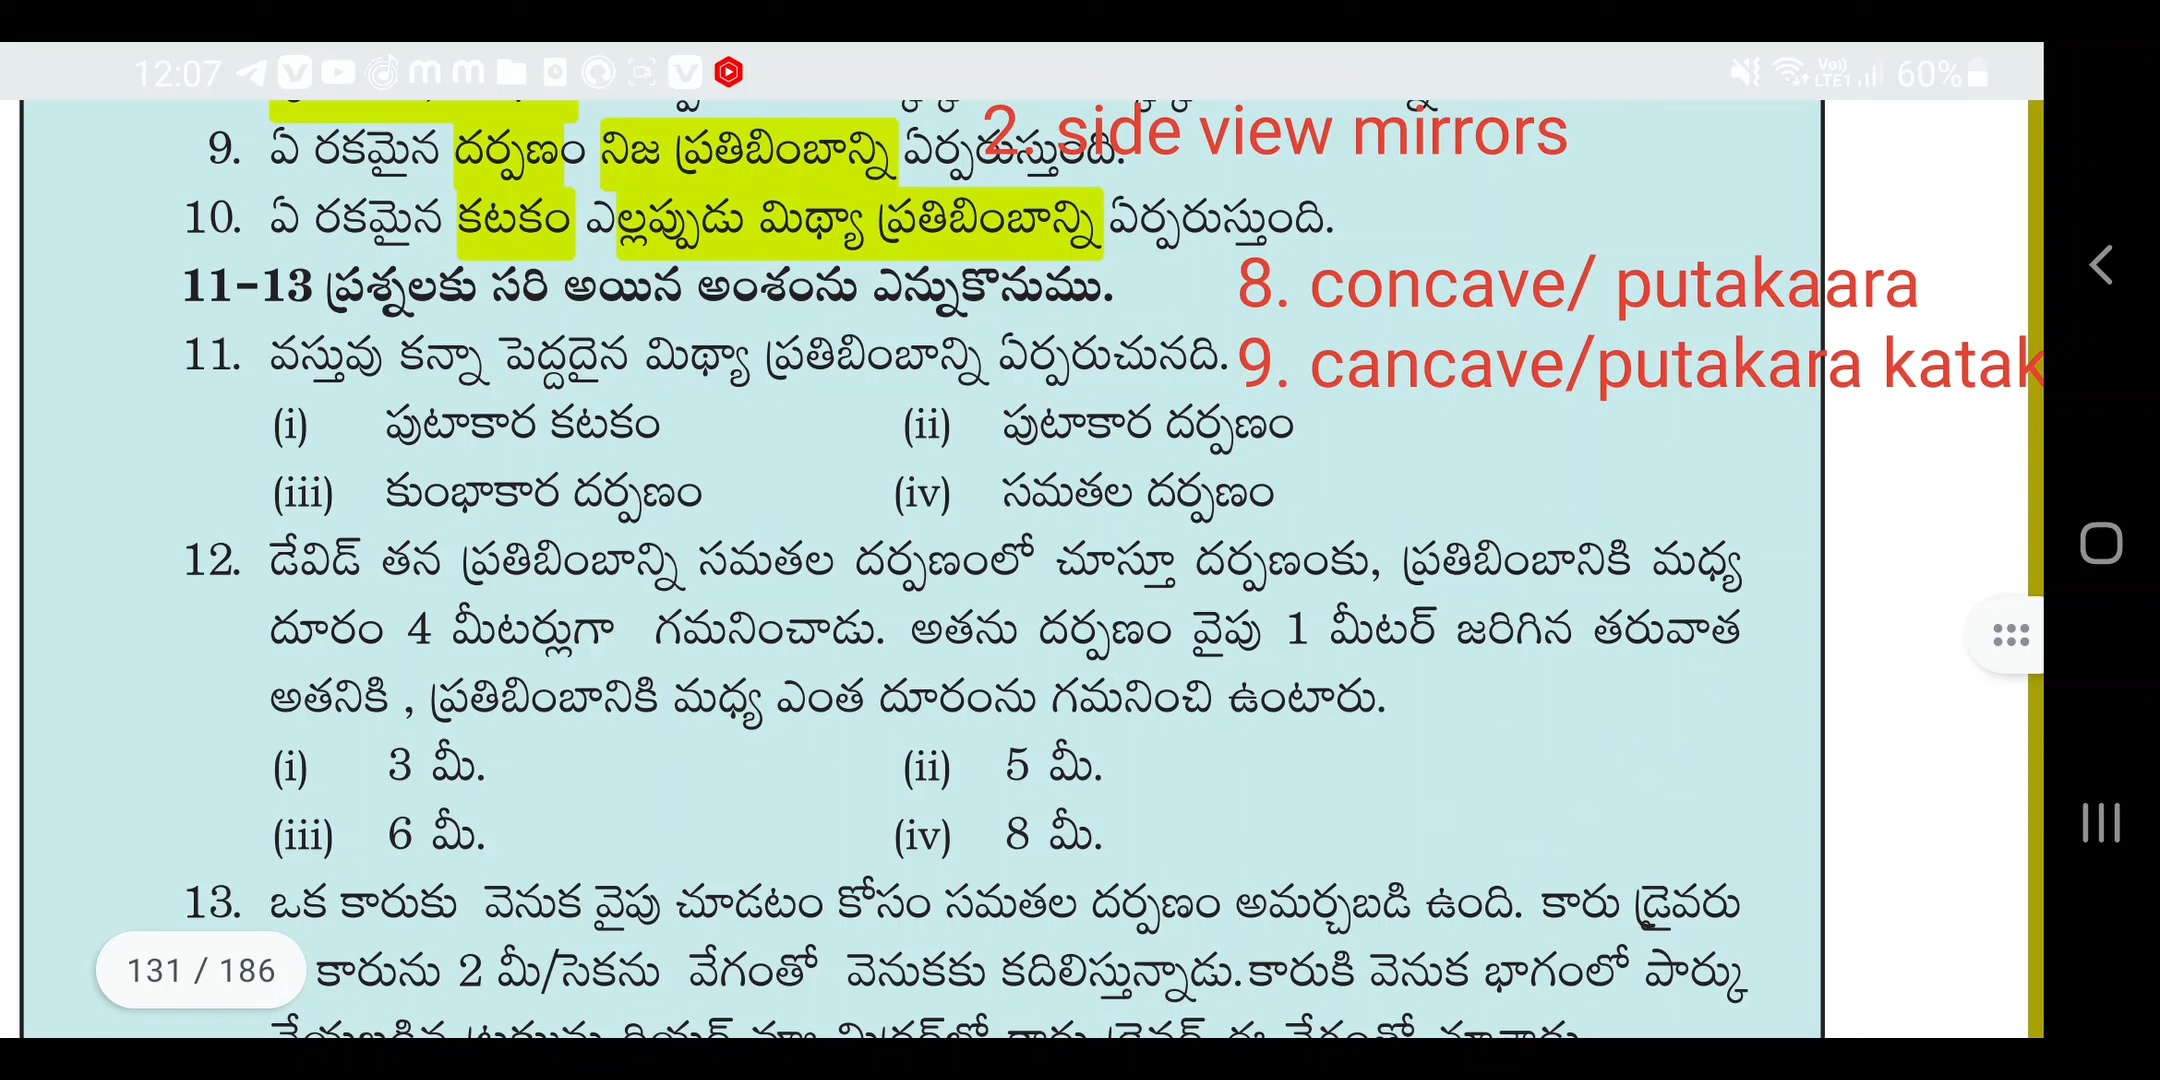 12:07
Vo) LTE1 60%
2. side view mirrors
9. ఏ రకమైన దర్పణం నిజ ప్రతిబింబాన్ని ఏర్పరుస్తుంది.
10. ఏ రకమైన కటకం ఎల్లప్పుడు మిథ్యా ప్రతిబింబాన్ని ఏర్పరుస్తుంది.
8. concave/ putakaara
11-13 ప్రశ్నలకు సరి అయిన అంశంను ఎన్నుకొనుము.
9. cancave/putakara katak
11. వస్తువు కన్నా పెద్దదైన మిథ్యా ప్రతిబింబాన్ని ఏర్పరుచునది.
(i) పుటాకార కటకం (ii) పుటాకార దర్పణం
(iii) కుంభాకార దర్పణం (iv) సమతల దర్పణం
12. డేవిడ్ తన ప్రతిబింబాన్ని సమతల దర్పణంలో చూస్తూ దర్పణంకు, ప్రతిబింబానికి మధ్య
దూరం 4 మీటర్లుగా గమనించాడు. అతను దర్పణం వైపు 1 మీటర్ జరిగిన తరువాత
అతనికి , ప్రతిబింబానికి మధ్య ఎంత దూరంను గమనించి ఉంటారు.
(i) 3 మీ. (ii) 5 మీ.
(iii) 6 మీ. (iv) 8 మీ.
13. ఒక కారుకు వెనుక వైపు చూడటం కోసం సమతల దర్పణం అమర్చబడి ఉంది. కారు డ్రైవరు
కారును 2 మీ/సెకను వేగంతో వెనుకకు కదిలిస్తున్నాడు.కారుకి వెనుక భాగంలో పార్కు
131 / 186